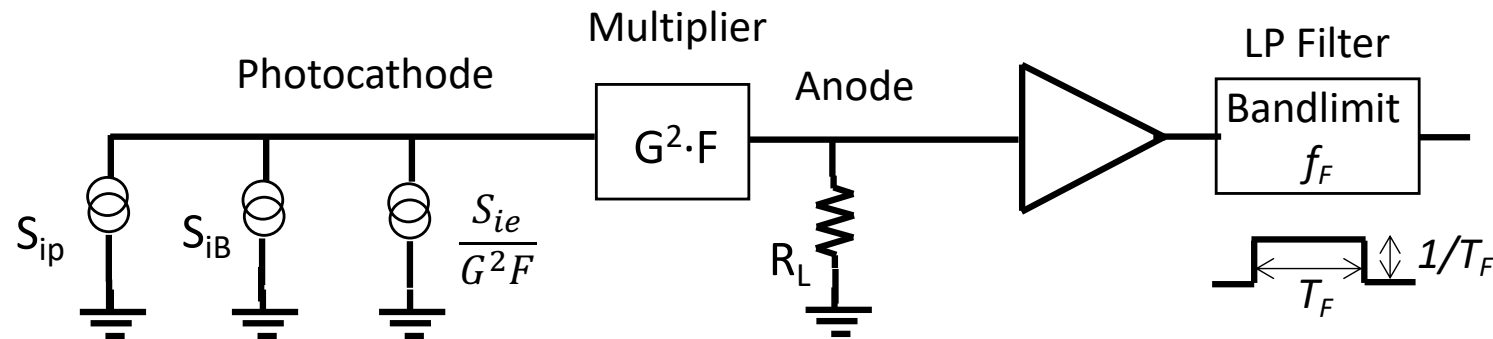 Multiplier
LP Filter
Photocathode
Anode
Bandlimit
f_F
G²·F
S_ip
S_iB
S_ie
G²F
R_L
1/T_F
T_F